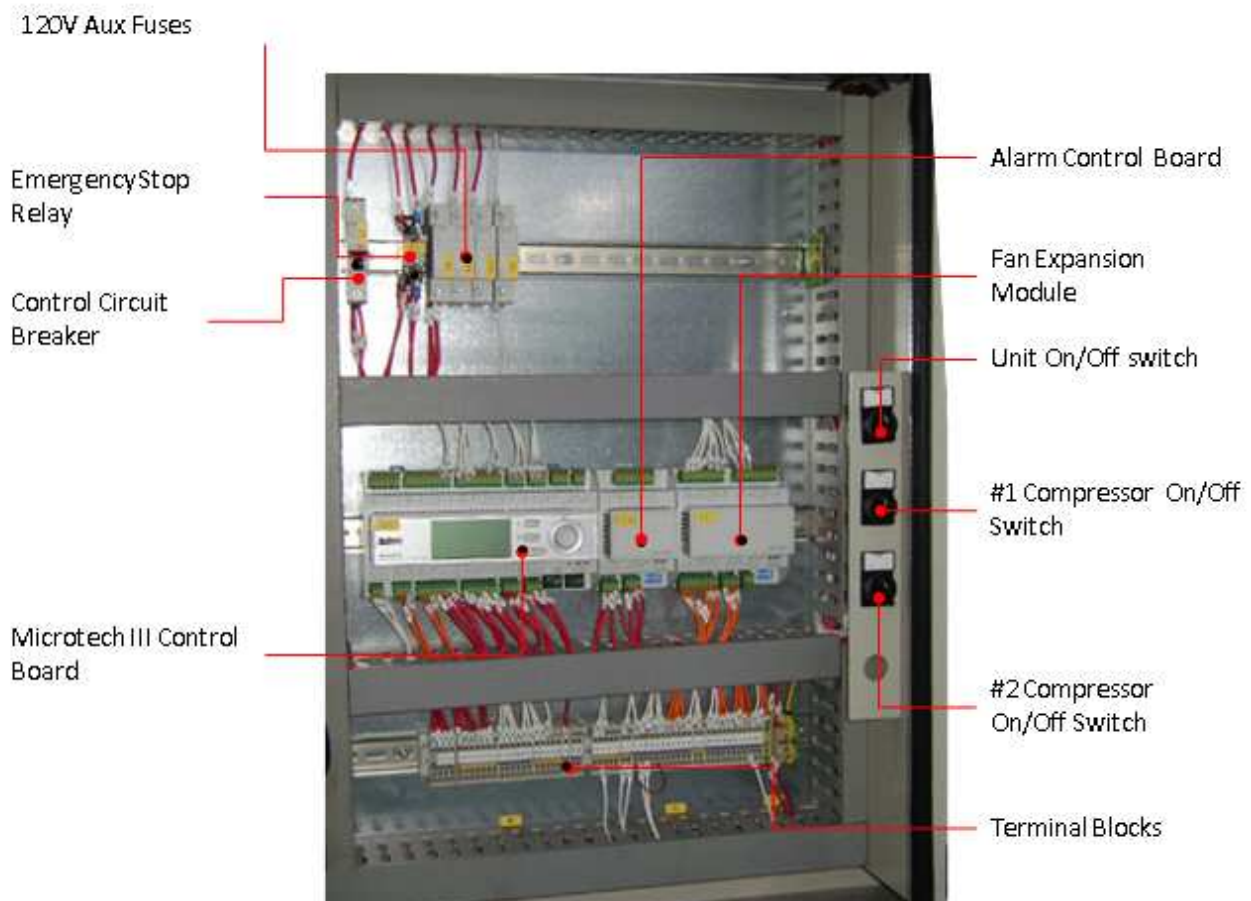 120V Aux Fuses
Emergency Stop
Relay
Control Circuit
Breaker
Microtech III Control
Board
Alarm Control Board
Fan Expansion
Module
Unit On/Off switch
#1 Compressor On/Off
Switch
#2 Compressor
On/Off Switch
Terminal Blocks